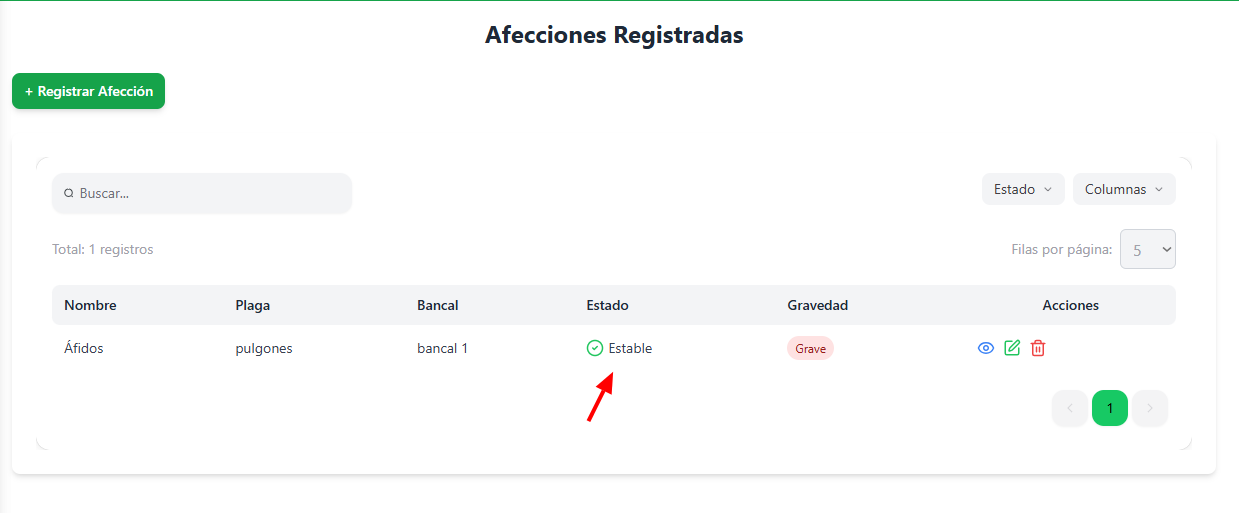 Afecciones Registradas
+ Registrar Afección
Buscar...
Estado
Columnas
Total: 1 registros
Filas por página: 5
Nombre Plaga Bancal Estado Gravedad Acciones
Áfidos pulgones bancal 1 Estable Grave
1